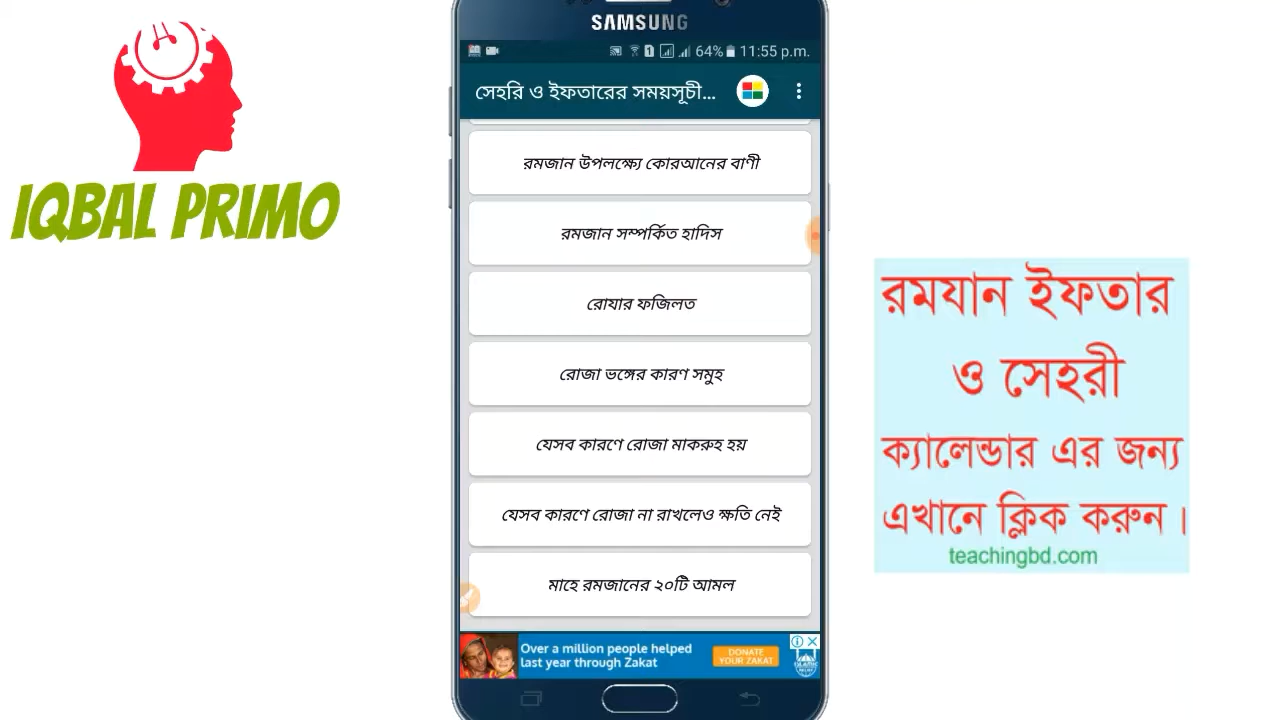 IQBAL PRIMO
SAMSUNG
64% 11:55 p.m.
সেহরি ও ইফতারের সময়সূচী...
রমজান উপলক্ষ্যে কোরআনের বাণী
রমজান সম্পর্কিত হাদিস
রোযার ফজিলত
রোজা ভঙ্গের কারণ সমুহ
যেসব কারণে রোজা মাকরুহ হয়
যেসব কারণে রোজা না রাখলেও ক্ষতি নেই
মাহে রমজানের ২০টি আমল
Over a million people helped
last year through Zakat
DONATE
YOUR ZAKAT
রমযান ইফতার
ও সেহরী
ক্যালেন্ডার এর জন্য
এখানে ক্লিক করুন।
teachingbd.com